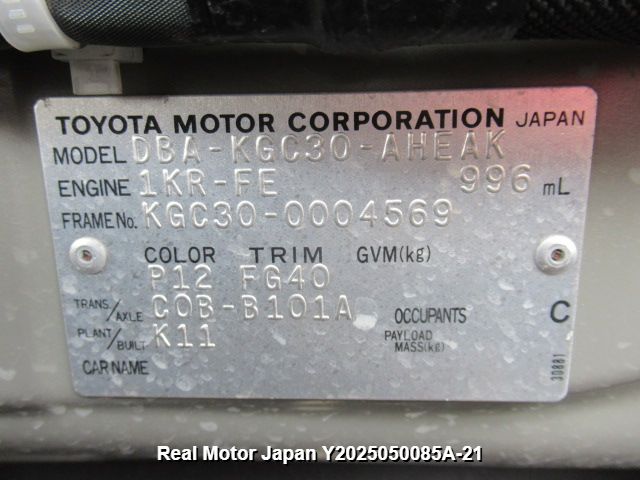 TOYOTA MOTOR CORPORATION JAPAN
MODEL DBA-KGC30-AHEAK
ENGINE 1KR-FE 996 mL
FRAME No. KGC30-0004569
COLOR TRIM GVM(kg)
P12 FG40
TRANS./AXLE C0B-B101A OCCUPANTS C
PLANT/BUILT K11 PAYLOAD MASS(kg)
CAR NAME
30881
Real Motor Japan Y2025050085A-21